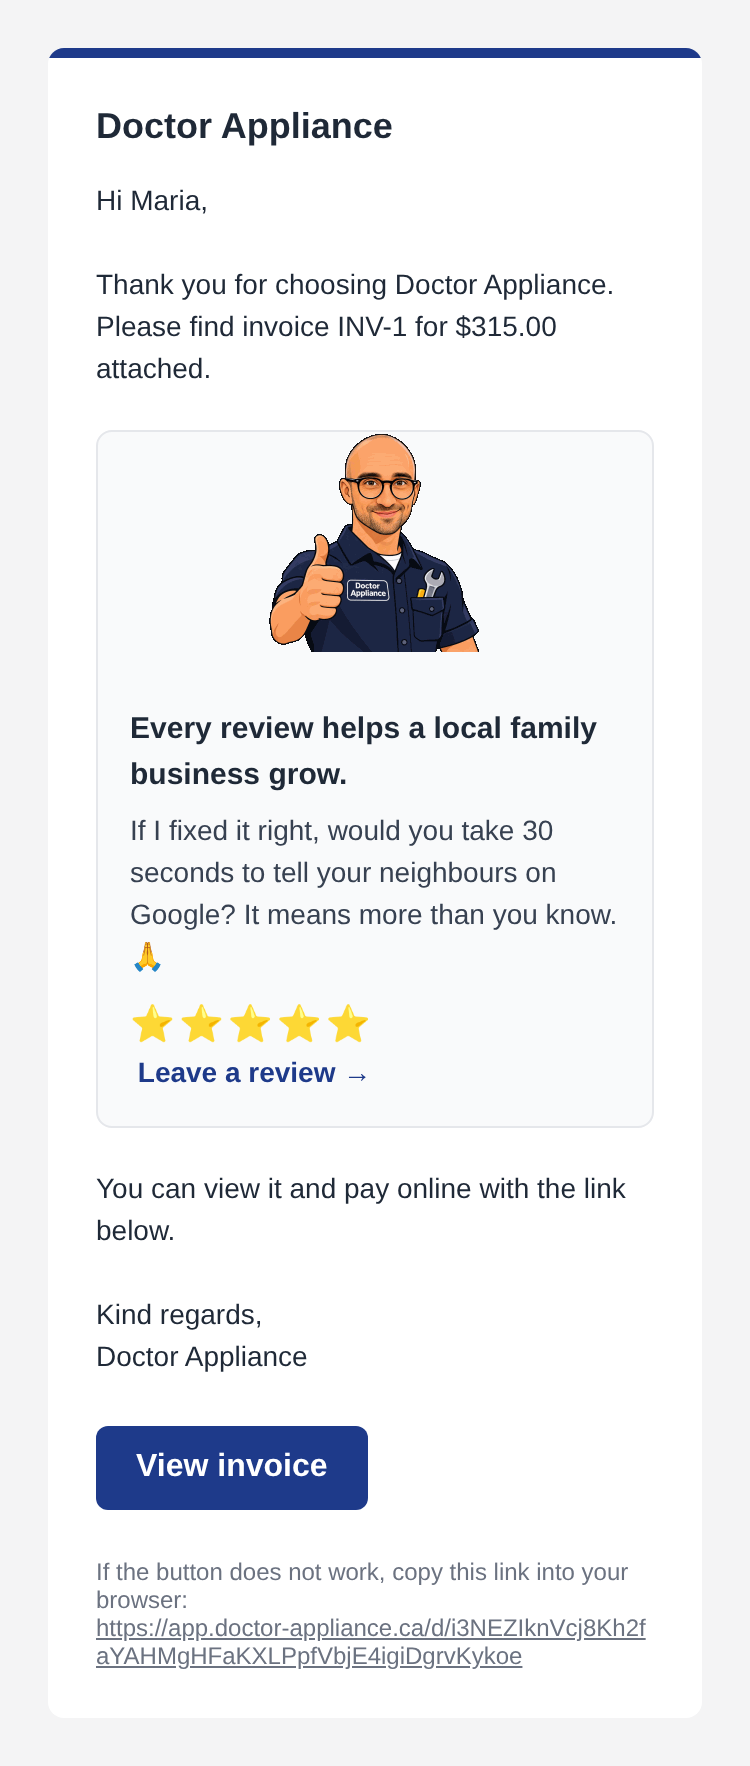 Doctor Appliance
Hi Maria,
Thank you for choosing Doctor Appliance.
Please find invoice INV-1 for $315.00
attached.
Doctor
Appliance
Every review helps a local family
business grow.
If I fixed it right, would you take 30
seconds to tell your neighbours on
Google? It means more than you know.
🙏
⭐⭐⭐⭐⭐
Leave a review →
You can view it and pay online with the link
below.
Kind regards,
Doctor Appliance
View invoice
If the button does not work, copy this link into your
browser:
https://app.doctor-appliance.ca/d/i3NEZIknVcj8Kh2f
aYAHMgHFaKXLPpfVbjE4igiDgrvKykoe